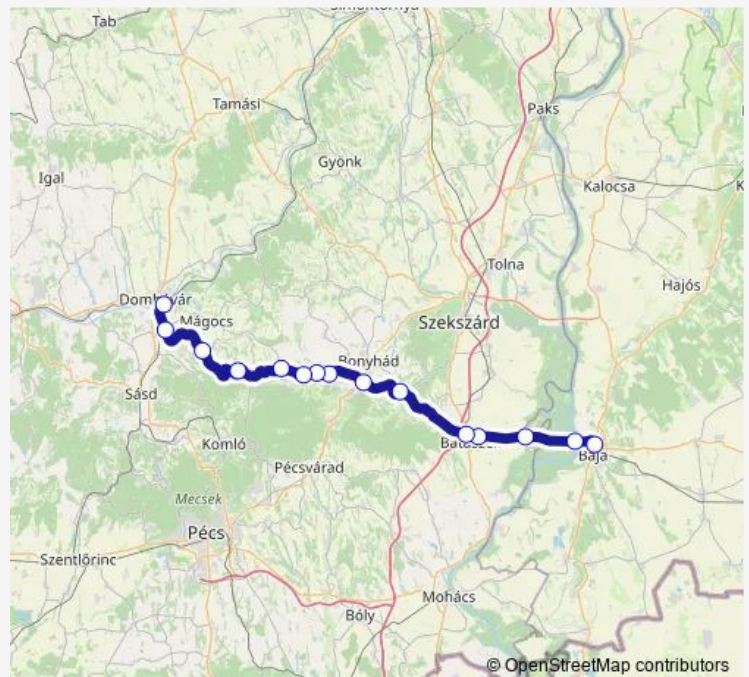 Tab
Tamási
Paks
Gyönk
Igal
Kalocsa
K
Tolna
Hajós
Mágocs
Szekszárd
Bonyhád
Sásd
Komló
Baja
Pécsvárad
Mecsek
Pécs
Szentlőrinc
Mohács
Bóly
© OpenStreetMap contributors